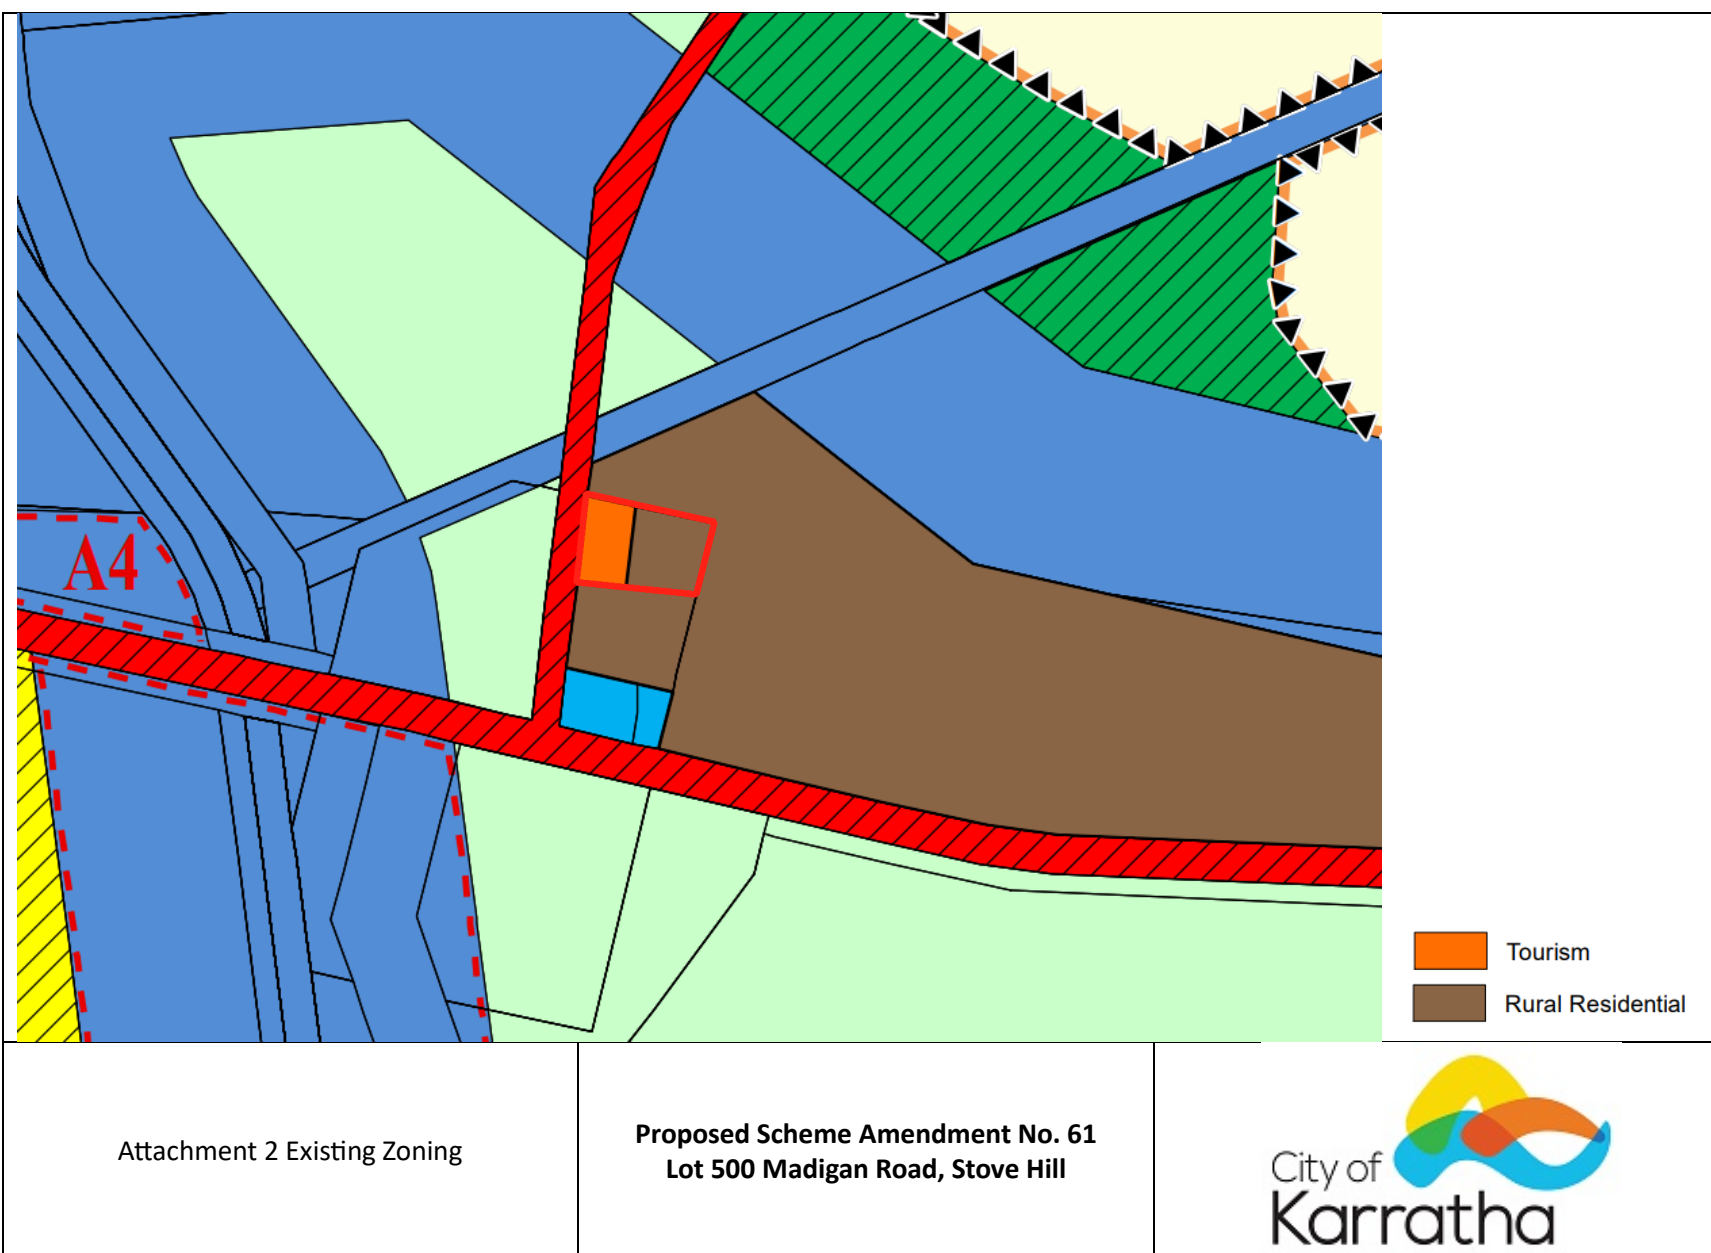 A4
Tourism
Rural Residential
Attachment 2 Existing Zoning
Proposed Scheme Amendment No. 61
Lot 500 Madigan Road, Stove Hill
City of
Karratha